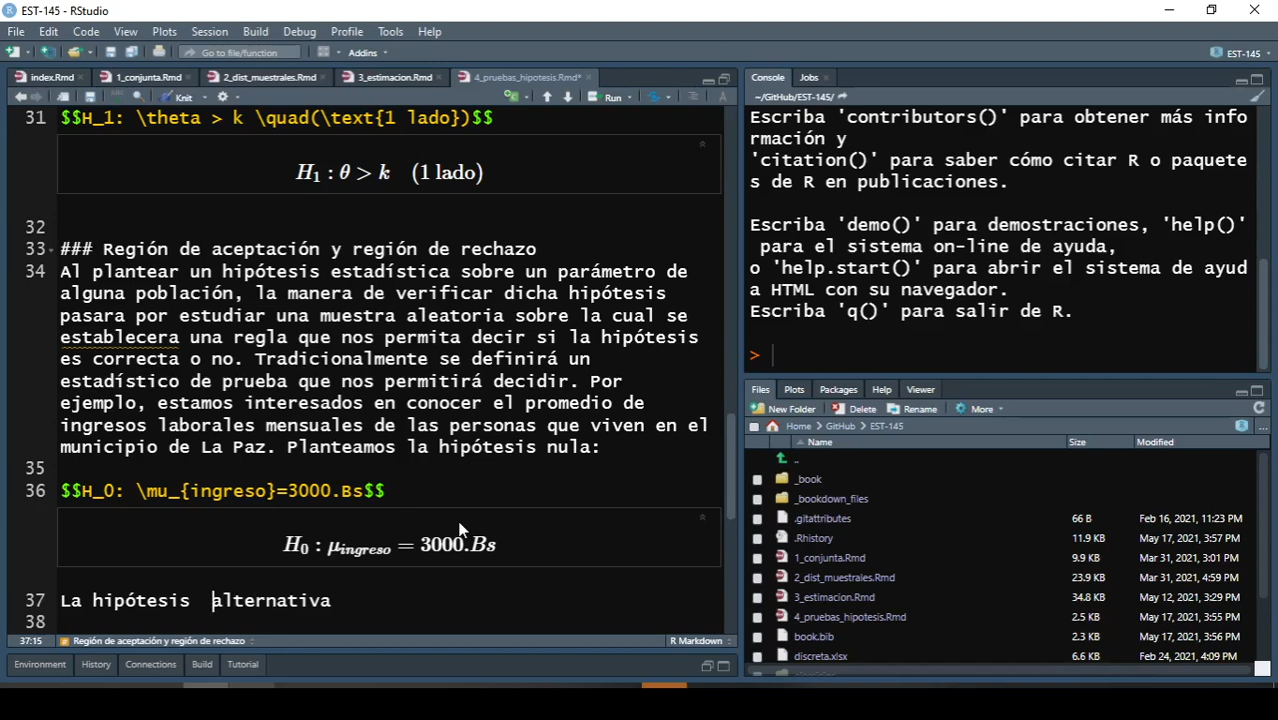 EST-145 - RStudio
File Edit Code View Plots Session Build Debug Profile Tools Help
Go to file/function Addins EST-145
index.Rmd 1_conjunta.Rmd 2_dist_muestrales.Rmd 3_estimacion.Rmd 4_pruebas_hipotesis.Rmd*
Knit Run
31 $$H_1: \theta > k \quad(\text{1 lado})$$
H₁ : θ > k (1 lado)
32
33 ### Región de aceptación y región de rechazo
34 Al plantear un hipótesis estadística sobre un parámetro de
alguna población, la manera de verificar dicha hipótesis
pasara por estudiar una muestra aleatoria sobre la cual se
establecera una regla que nos permita decir si la hipótesis
es correcta o no. Tradicionalmente se definirá un
estadístico de prueba que nos permitirá decidir. Por
ejemplo, estamos interesados en conocer el promedio de
ingresos laborales mensuales de las personas que viven en el
municipio de La Paz. Planteamos la hipótesis nula:
35
36 $$H_0: \mu_{ingreso}=3000.Bs$$
H₀ : μingreso = 3000.Bs
37 La hipótesis  alternativa
38
37:15 Región de aceptación y región de rechazo R Markdown
Environment History Connections Build Tutorial
Console Jobs
~/GitHub/EST-145/
Escriba 'contributors()' para obtener más info
rmación y
'citation()' para saber cómo citar R o paquete
s de R en publicaciones.
Escriba 'demo()' para demostraciones, 'help()'
para el sistema on-line de ayuda,
o 'help.start()' para abrir el sistema de ayud
a HTML con su navegador.
Escriba 'q()' para salir de R.
>
Files Plots Packages Help Viewer
New Folder Delete Rename More
Home GitHub EST-145 ...
Name Size Modified
..
_book
_bookdown_files
.gitattributes 66 B Feb 16, 2021, 11:23 PM
.Rhistory 11.9 KB May 17, 2021, 3:57 PM
1_conjunta.Rmd 9.9 KB Mar 31, 2021, 3:01 PM
2_dist_muestrales.Rmd 23.9 KB Mar 31, 2021, 4:59 PM
3_estimacion.Rmd 34.8 KB May 12, 2021, 3:29 PM
4_pruebas_hipotesis.Rmd 2.5 KB May 17, 2021, 3:55 PM
book.bib 2.3 KB May 17, 2021, 3:56 PM
discreta.xlsx 6.6 KB Feb 24, 2021, 4:09 PM